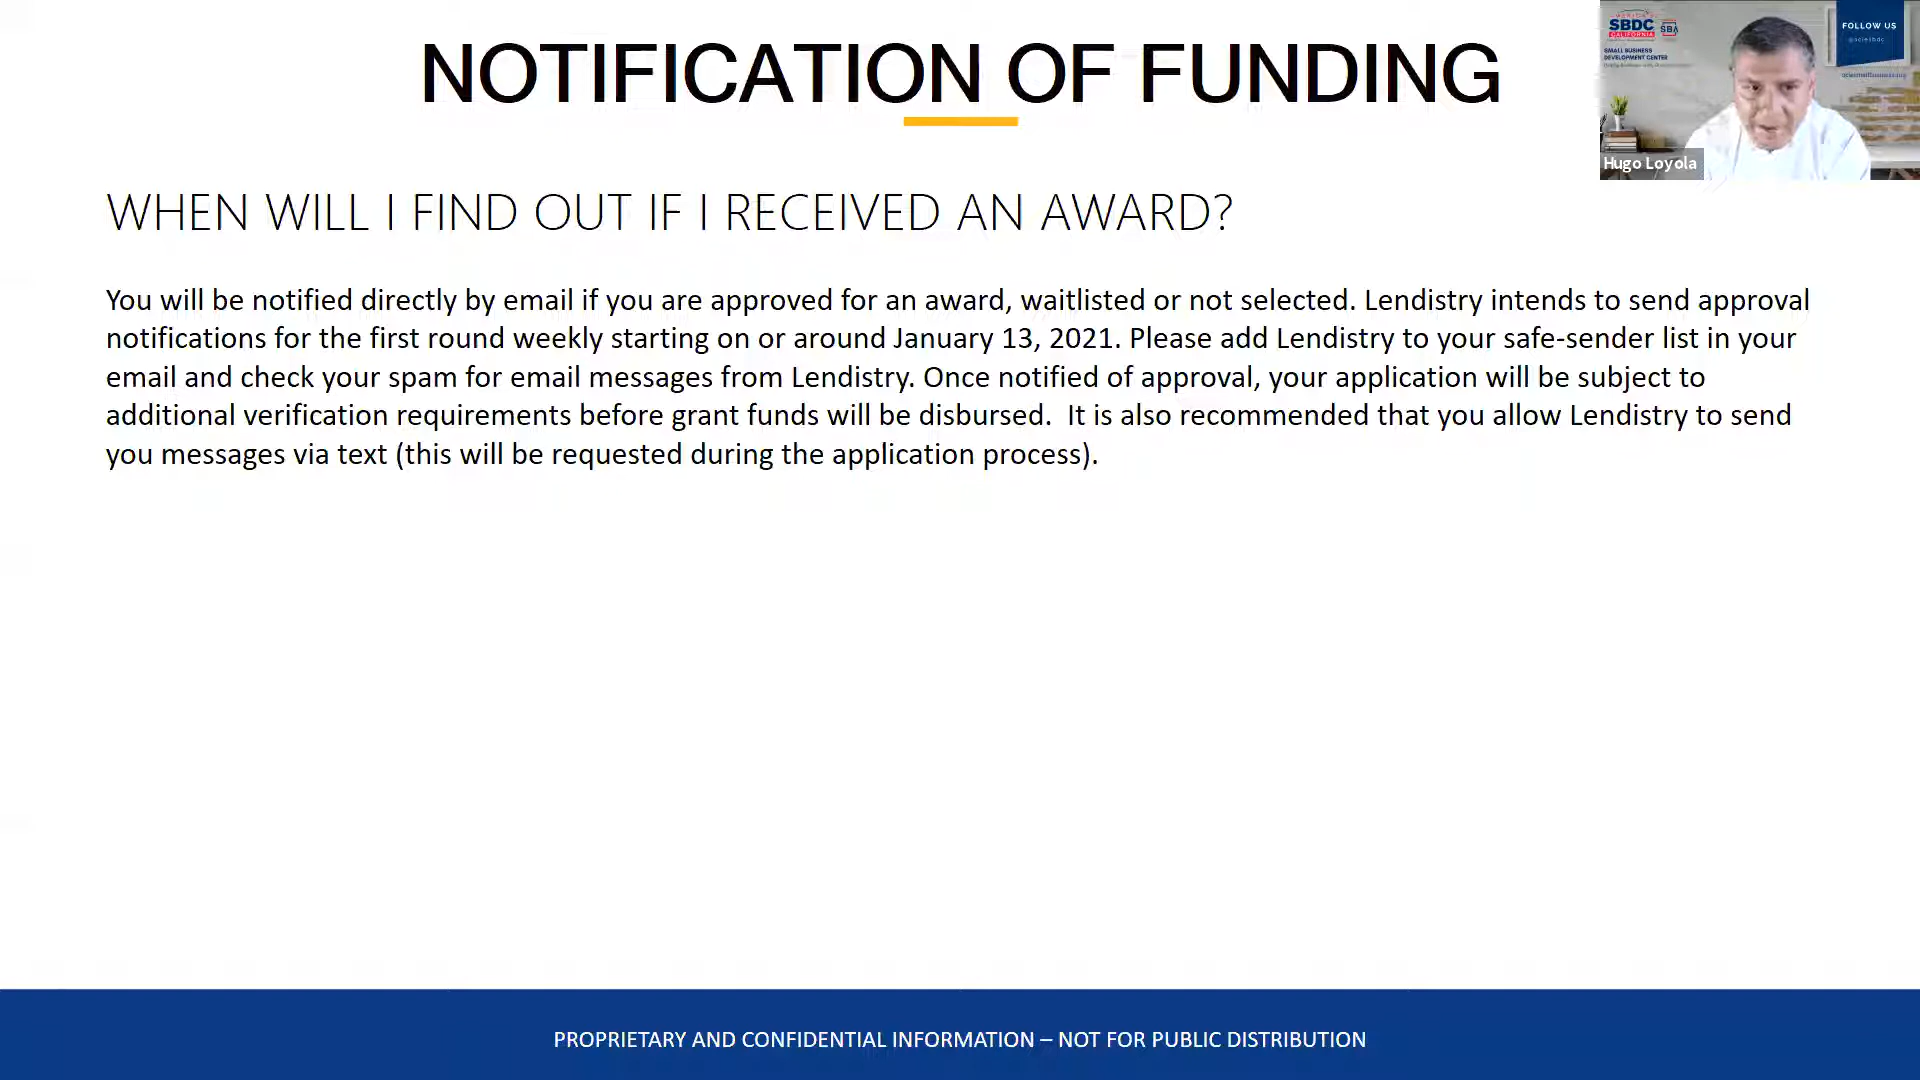 NOTIFICATION OF FUNDING
SBDC
CALIFORNIA
SBA
SMALL BUSINESS
DEVELOPMENT CENTER
FOLLOW US
Hugo Loyola
WHEN WILL I FIND OUT IF I RECEIVED AN AWARD?
You will be notified directly by email if you are approved for an award, waitlisted or not selected. Lendistry intends to send approval
notifications for the first round weekly starting on or around January 13, 2021. Please add Lendistry to your safe-sender list in your
email and check your spam for email messages from Lendistry. Once notified of approval, your application will be subject to
additional verification requirements before grant funds will be disbursed.  It is also recommended that you allow Lendistry to send
you messages via text (this will be requested during the application process).
PROPRIETARY AND CONFIDENTIAL INFORMATION – NOT FOR PUBLIC DISTRIBUTION